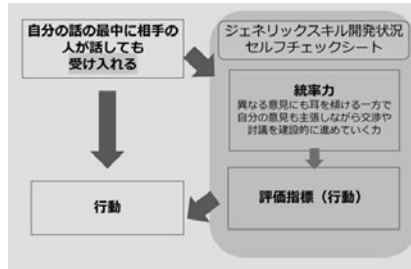 自分の話の最中に相手の
人が話しても
受け入れる
ジェネリックスキル開発状況
セルフチェックシート
統率力
異なる意見にも耳を傾ける一方で
自分の意見も主張しながら交渉や
討議を建設的に進めていく力
行動
評価指標（行動）